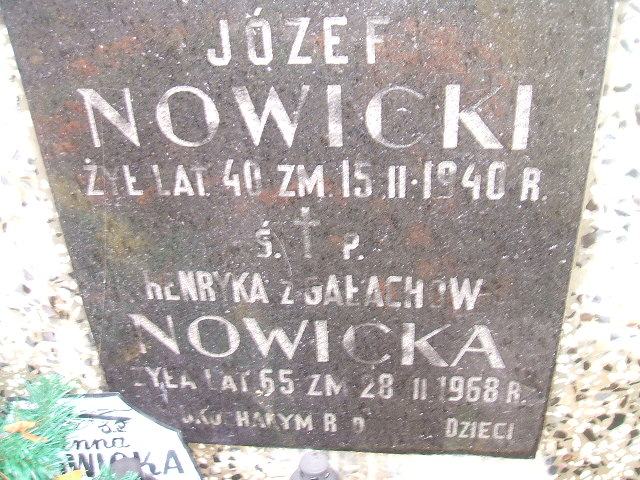 JÓZEF
NOWICKI
ŻYŁ LAT. 40 ZM. 15.II.1940 R.
Ś. † P.
HENRYKA Z GAŁACHÓW
NOWICKA
ŻYŁA LAT. 65 ZM 28 II 1968 R.
DZIECI